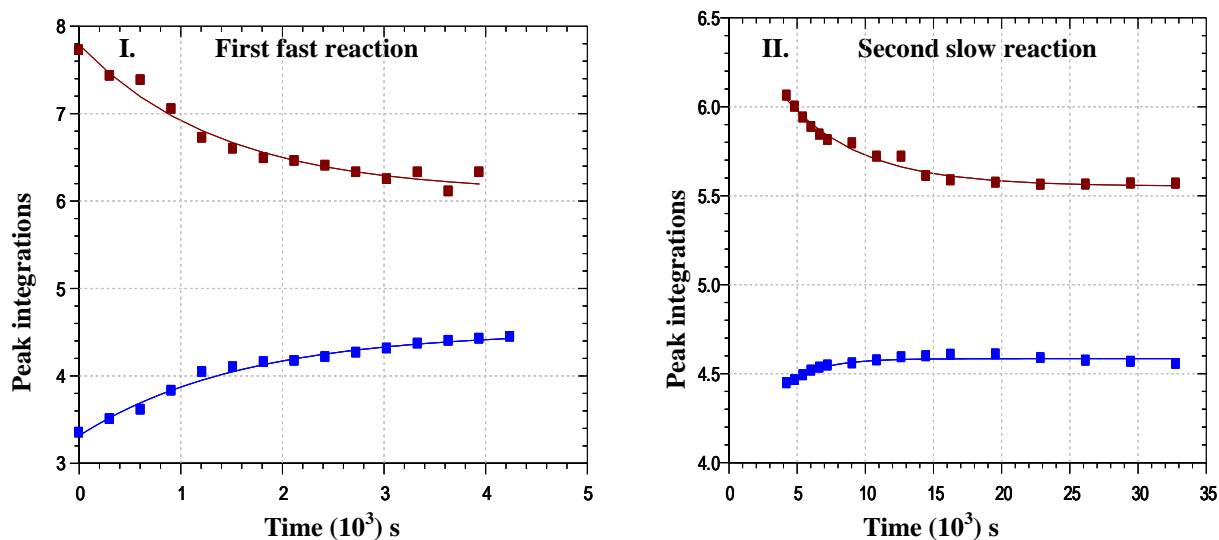 I. First fast reaction
8
7
6
5
4
3
Peak integrations
0 1 2 3 4 5
Time (10³) s
II. Second slow reaction
6.5
6.0
5.5
5.0
4.5
4.0
Peak integrations
0 5 10 15 20 25 30 35
Time (10³) s